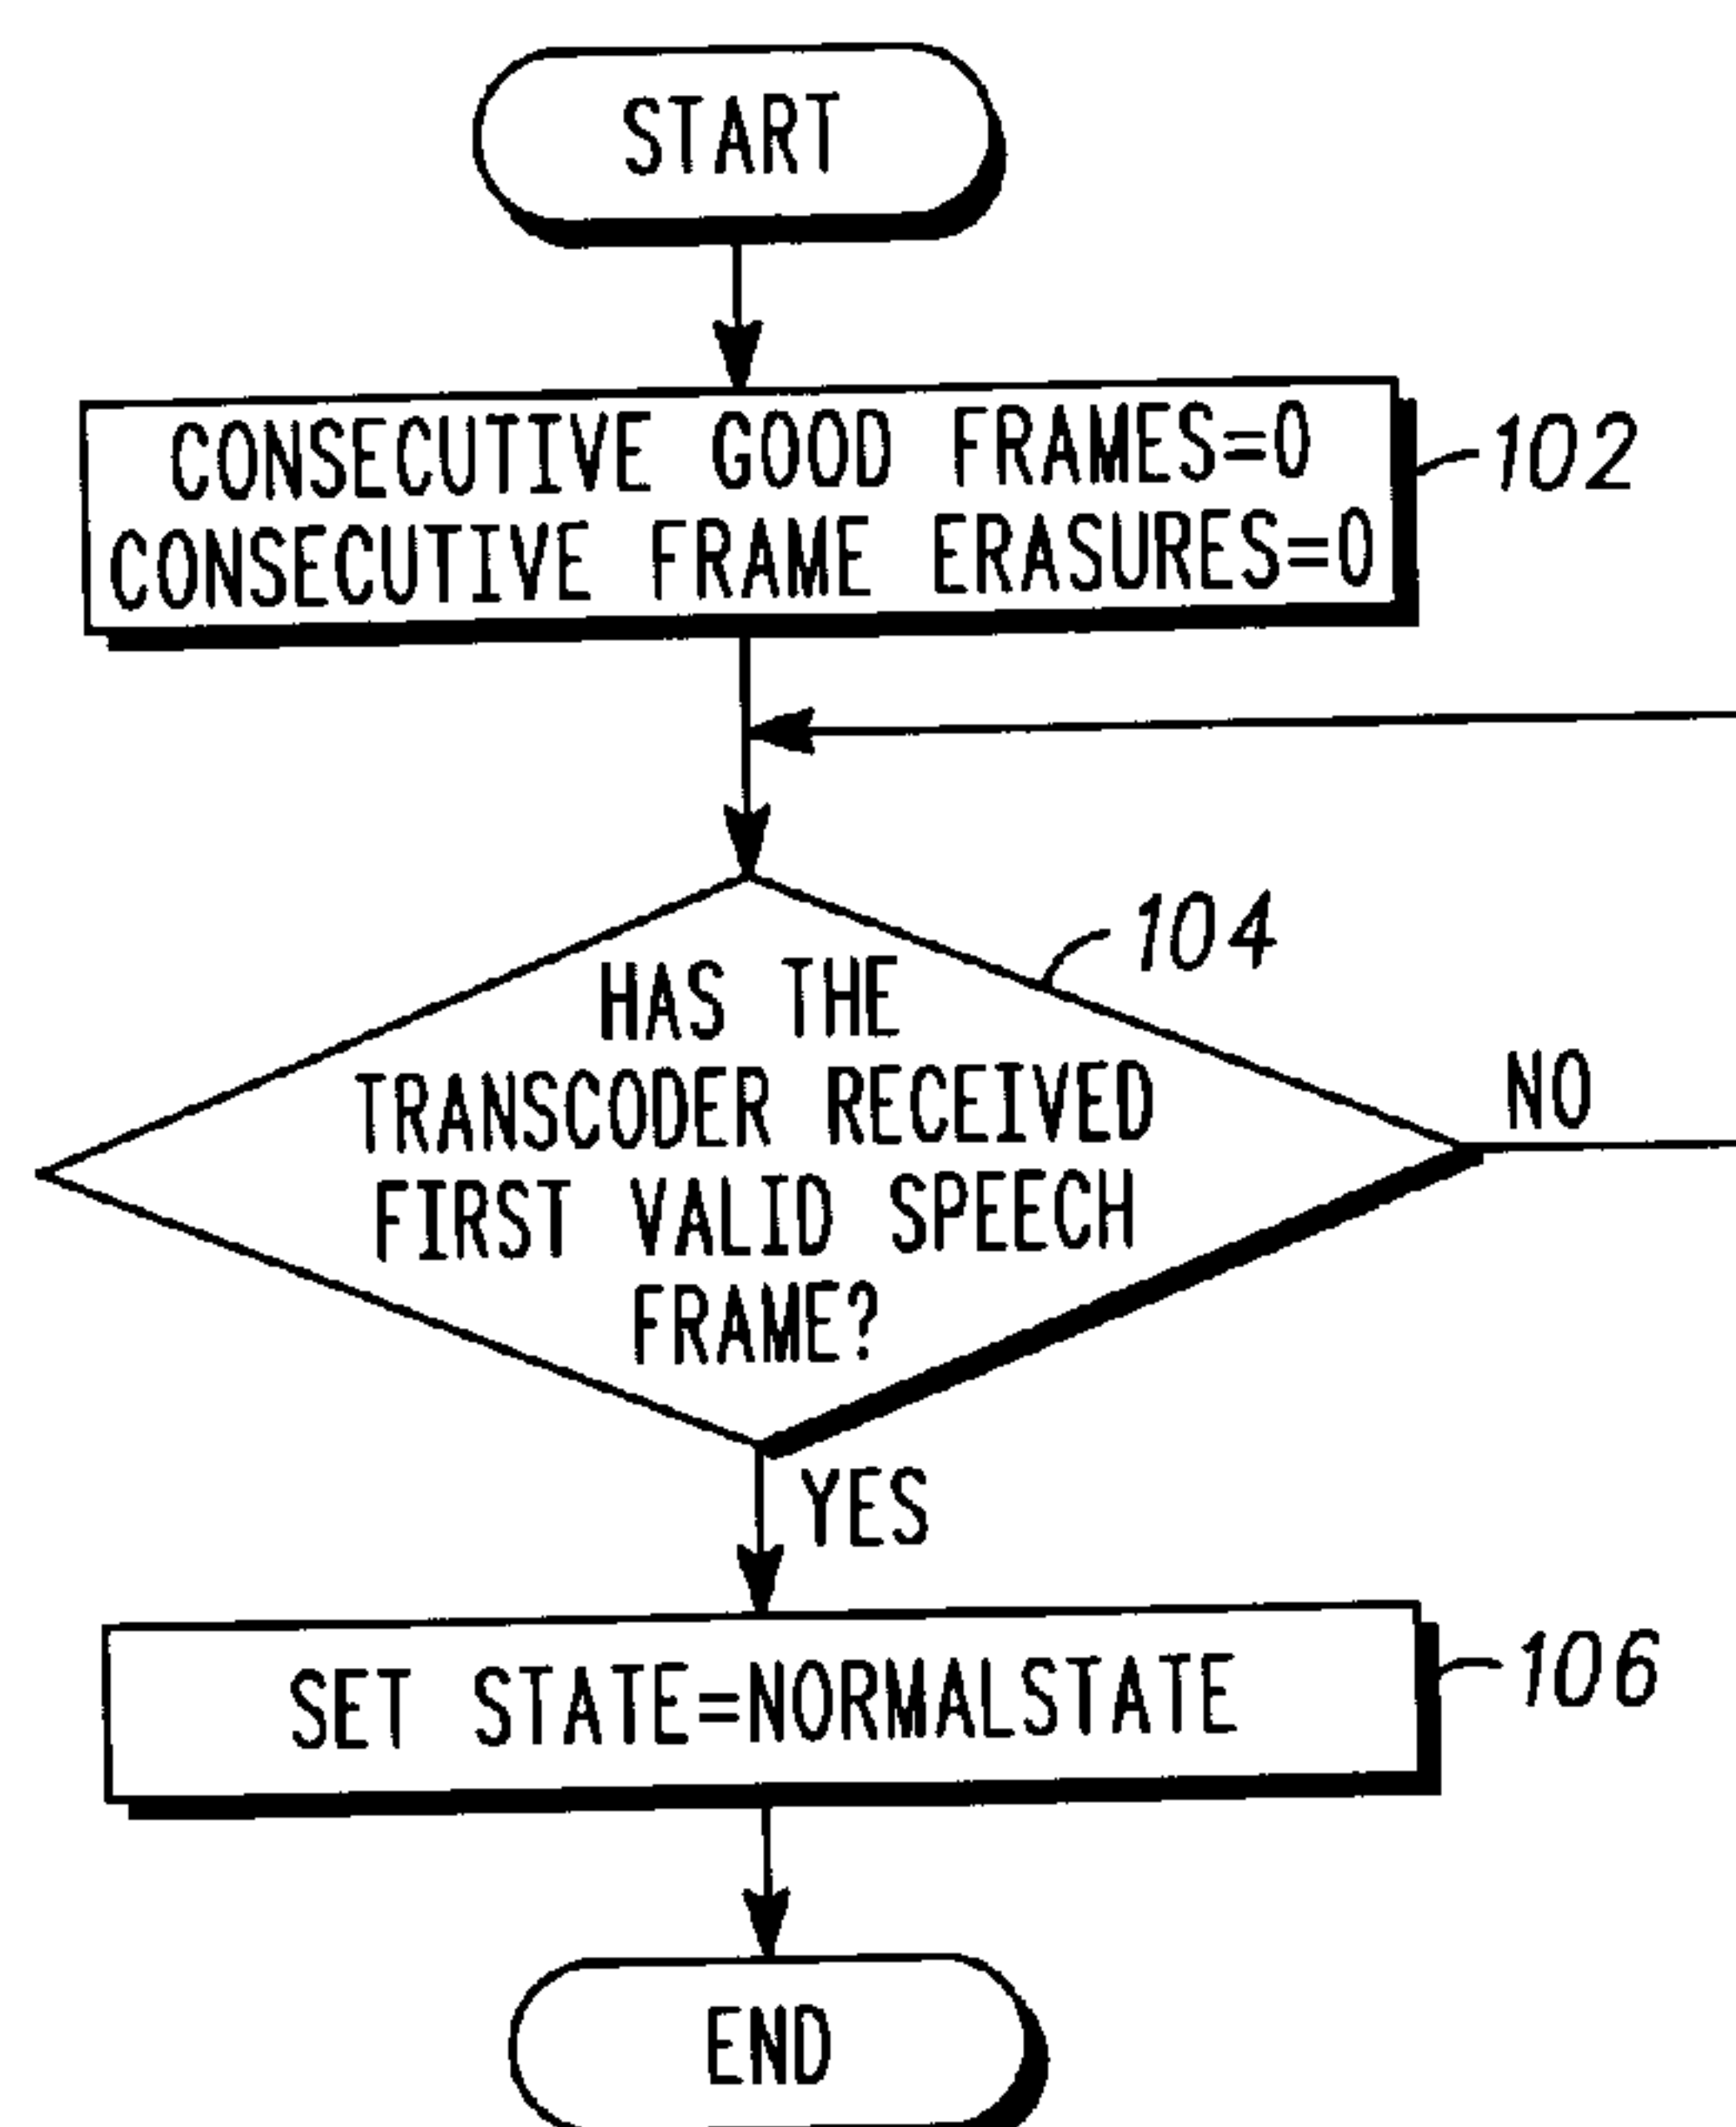 START
CONSECUTIVE GOOD FRAMES=0
CONSECUTIVE FRAME ERASURES=0
102
104
HAS THE
TRANSCODER RECEIVED
FIRST VALID SPEECH
FRAME?
NO
YES
SET STATE=NORMALSTATE
106
END